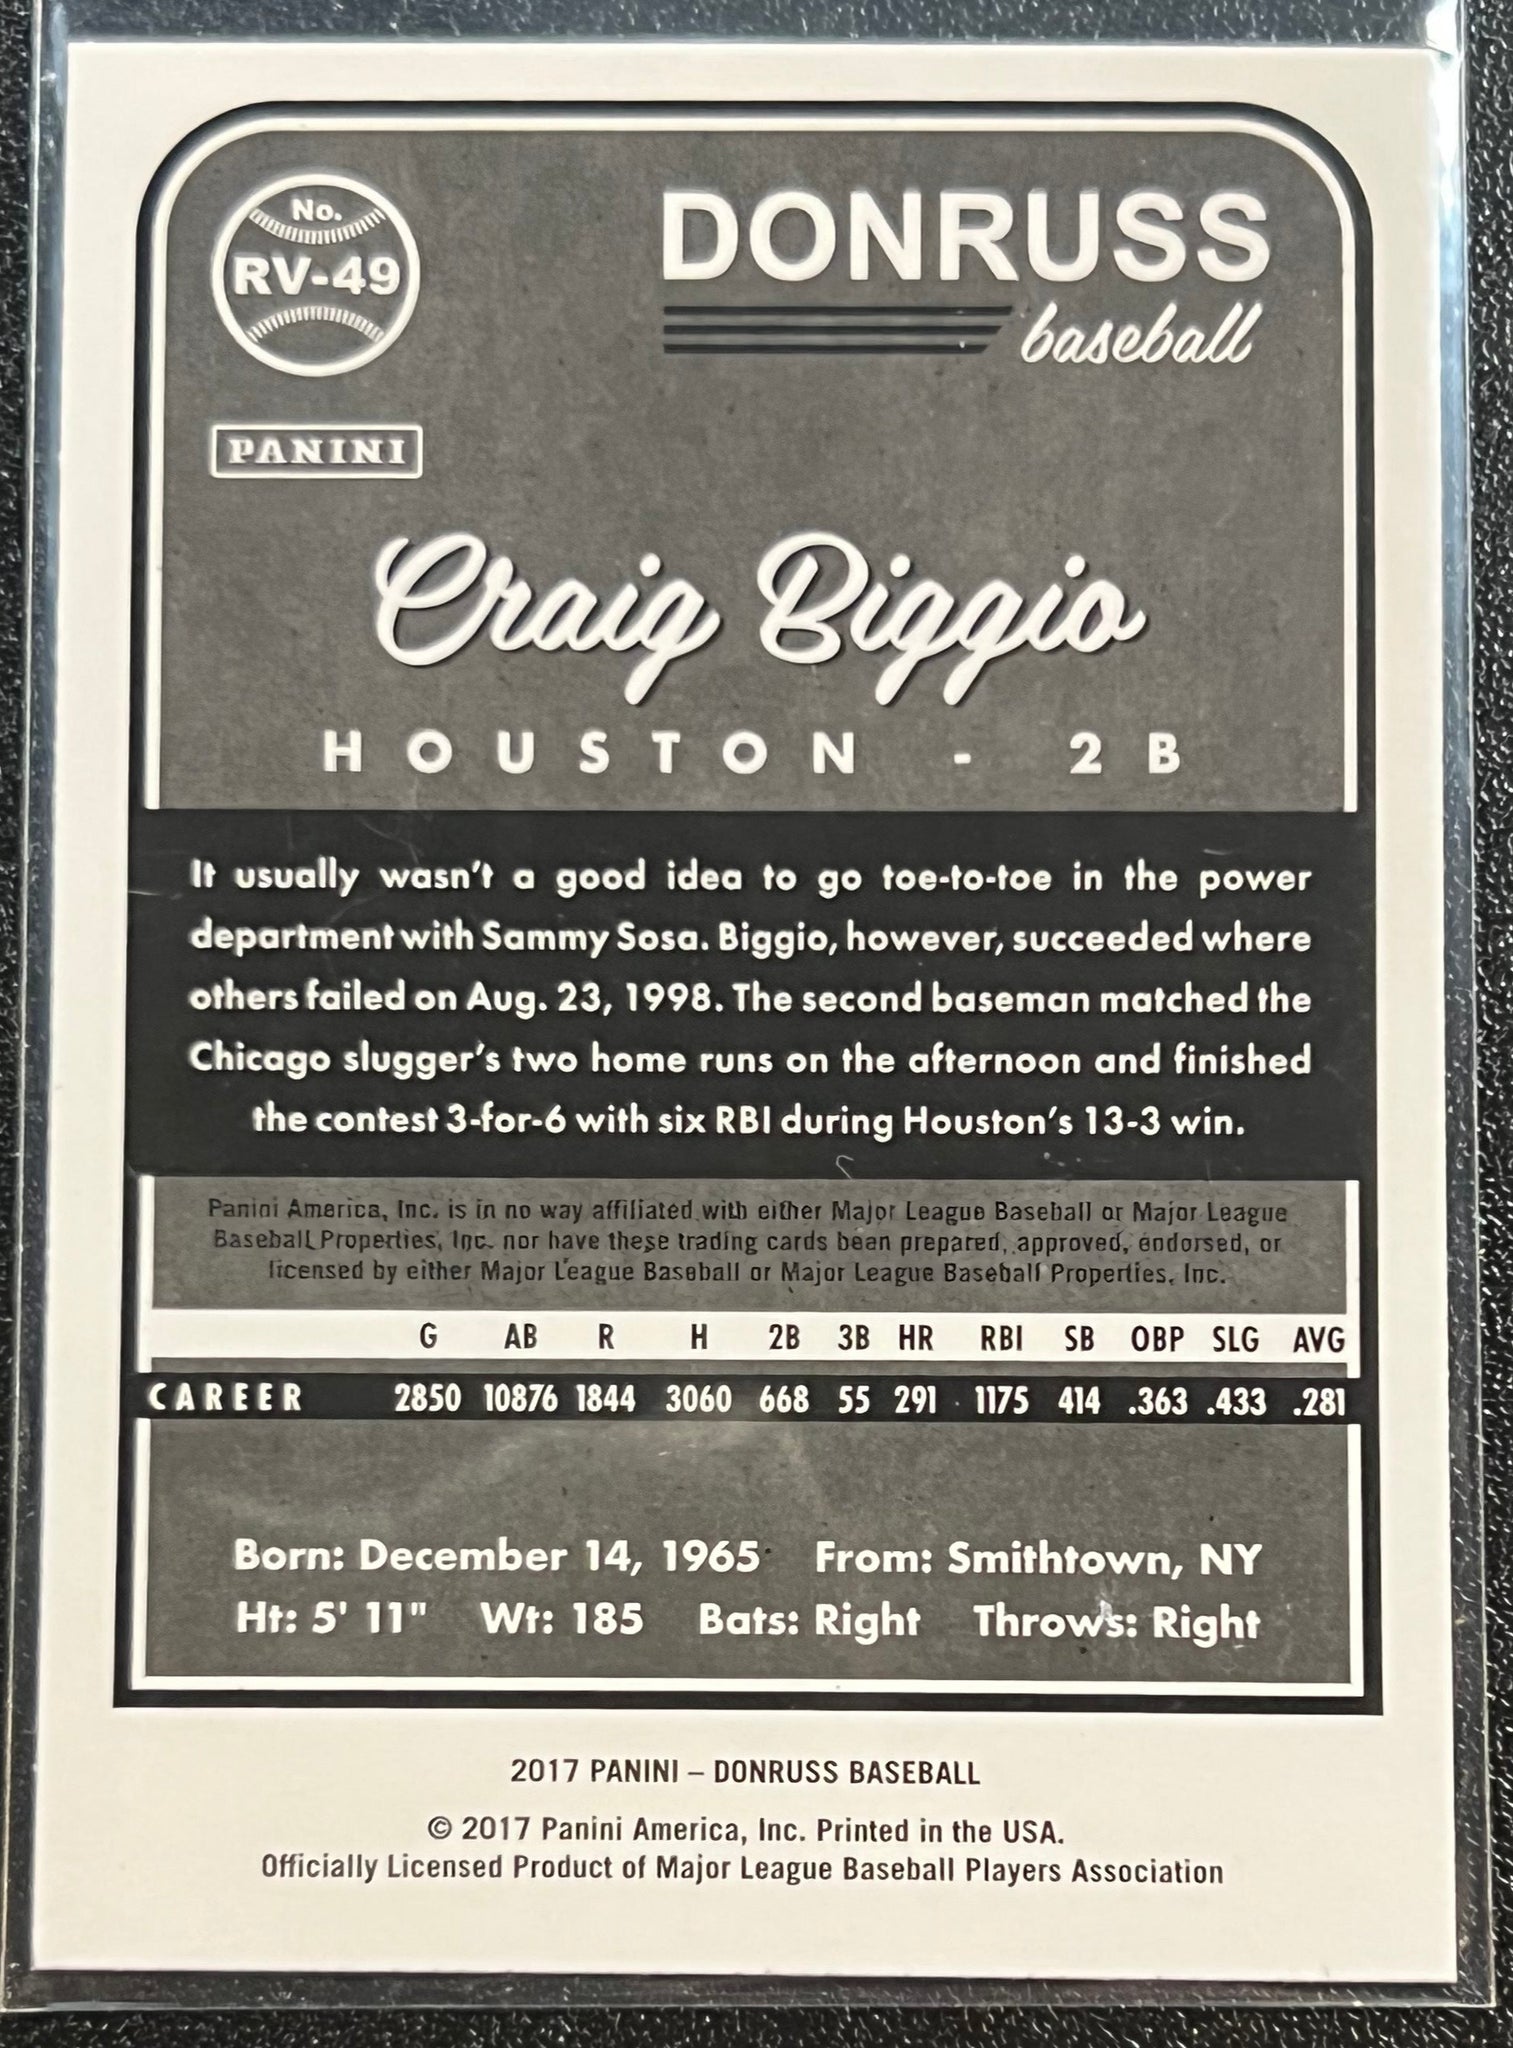 No.
RV-49
DONRUSS
baseball
PANINI
Craig Biggio
HOUSTON - 2B
It usually wasn't a good idea to go toe-to-toe in the power
department with Sammy Sosa. Biggio, however, succeeded where
others failed on Aug. 23, 1998. The second baseman matched the
Chicago slugger's two home runs on the afternoon and finished
the contest 3-for-6 with six RBI during Houston's 13-3 win.
Panini America, Inc. is in no way affiliated with either Major League Baseball or Major League
Baseball Properties, Inc. nor have these trading cards been prepared, approved, endorsed, or
licensed by either Major League Baseball or Major League Baseball Properties, Inc.
G AB R H 2B 3B HR RBI SB OBP SLG AVG
CAREER 2850 10876 1844 3060 668 55 291 1175 414 .363 .433 .281
Born: December 14, 1965 From: Smithtown, NY
Ht: 5' 11" Wt: 185 Bats: Right Throws: Right
2017 PANINI – DONRUSS BASEBALL
© 2017 Panini America, Inc. Printed in the USA.
Officially Licensed Product of Major League Baseball Players Association